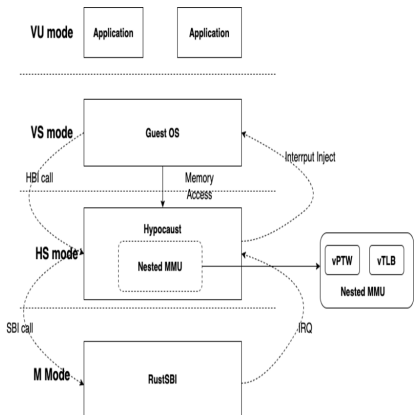 VU mode
Application
Application
VS mode
Guest OS
Interrput Inject
HBI call
Memory
Access
Hypocaust
HS mode
Nested MMU
vPTW
vTLB
Nested MMU
SBI call
IRQ
M Mode
RustSBI